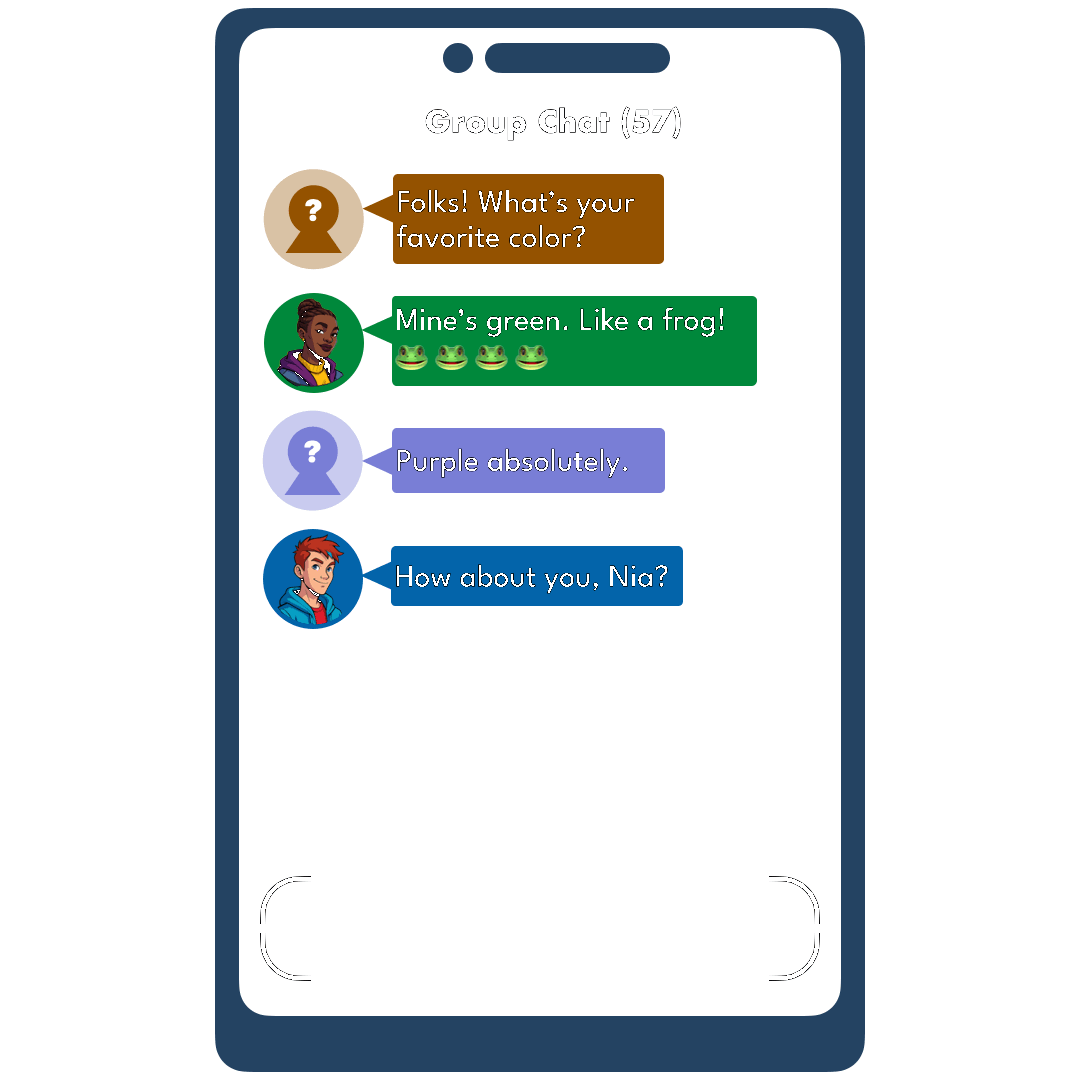 Group Chat (57)
?
Folks! What’s your
favorite color?
Mine’s green. Like a frog!
🐸🐸🐸🐸
?
Purple absolutely.
How about you, Nia?